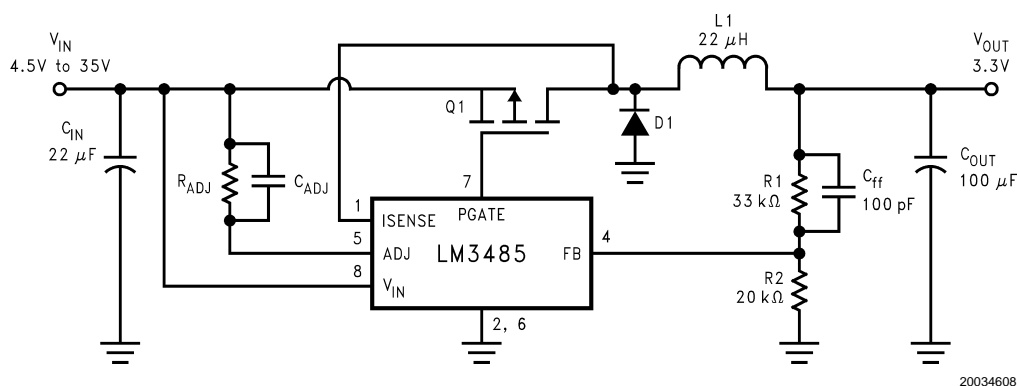 V_IN
4.5V to 35V
C_IN
22 μF
R_ADJ
C_ADJ
Q1
7
PGATE
1
ISENSE
5
ADJ
8
V_IN
LM3485
FB
4
2, 6
D1
L1
22 μH
V_OUT
3.3V
R1
33 kΩ
C_ff
100 pF
R2
20 kΩ
C_OUT
100 μF
20034608